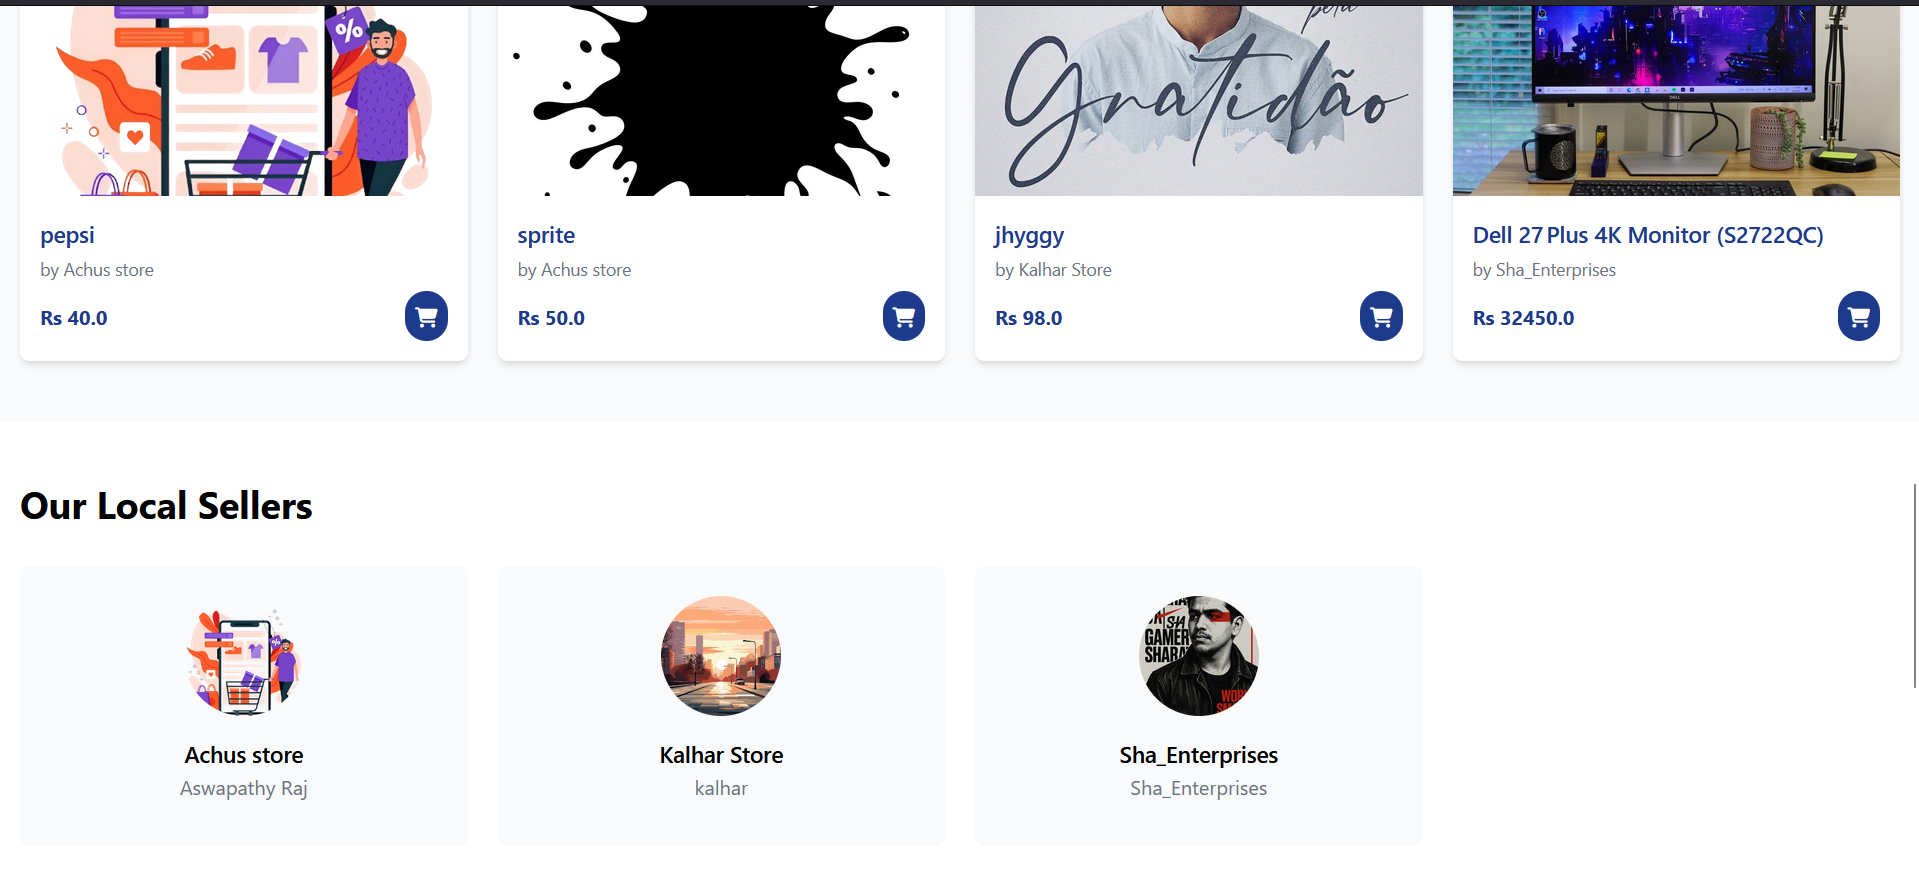 %
pera
Gratidão
DELL
pepsi
by Achus store
Rs 40.0
sprite
by Achus store
Rs 50.0
jhyggy
by Kalhar Store
Rs 98.0
Dell 27 Plus 4K Monitor (S2722QC)
by Sha_Enterprises
Rs 32450.0
Our Local Sellers
SHA
GAMER
Achus store
Aswapathy Raj
Kalhar Store
kalhar
Sha_Enterprises
Sha_Enterprises